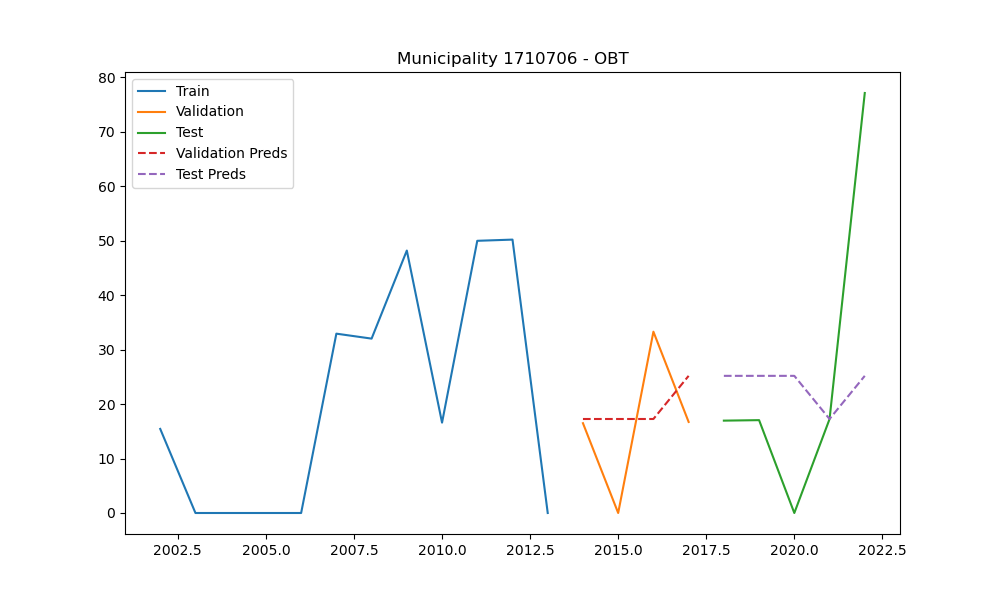 Municipality 1710706 - OBT
Train
Validation
Test
Validation Preds
Test Preds
80
70
60
50
40
30
20
10
0
2002.5 2005.0 2007.5 2010.0 2012.5 2015.0 2017.5 2020.0 2022.5